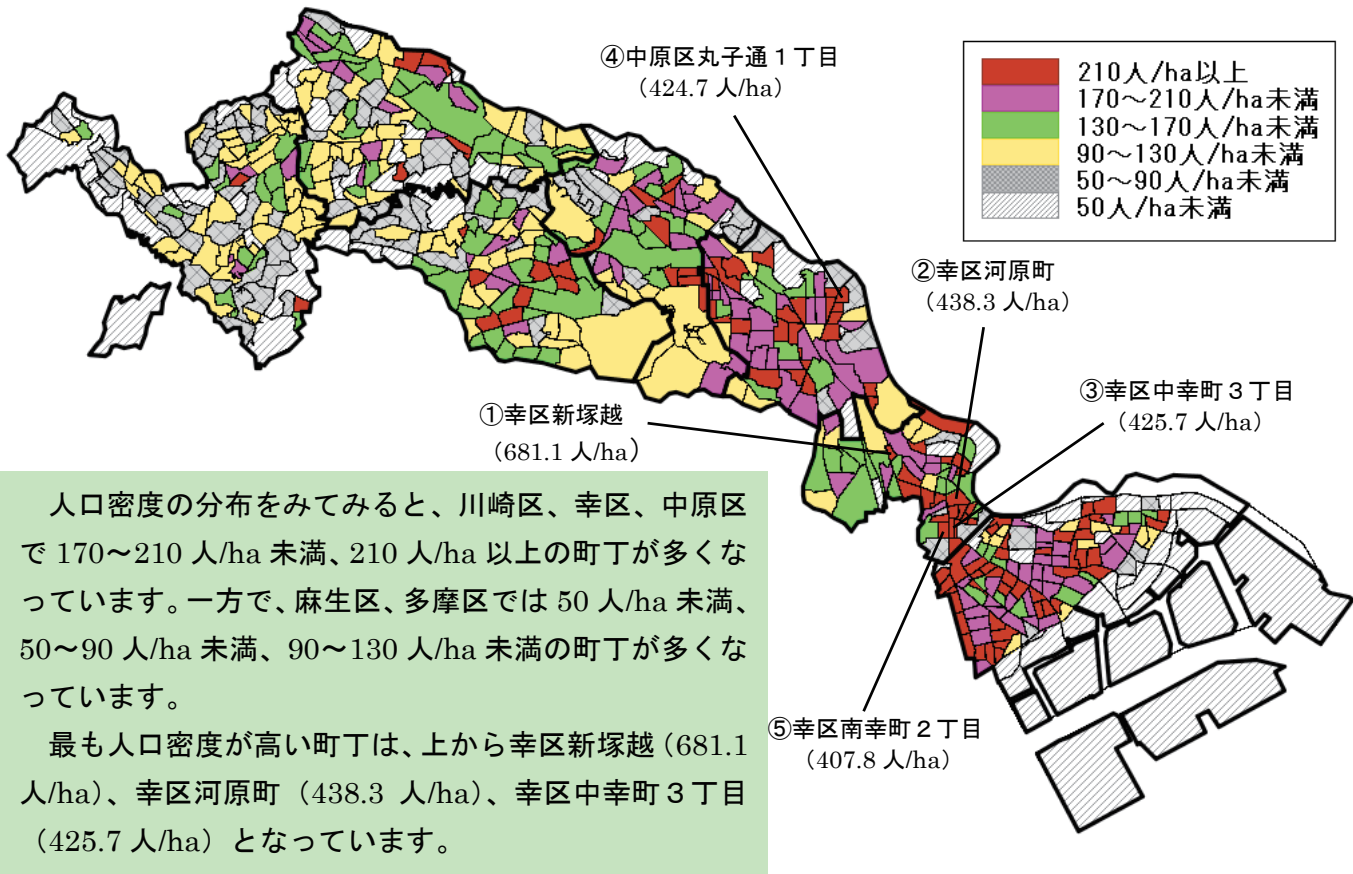 ④中原区丸子通1丁目
(424.7 人/ha)
210人/ha以上
170~210人/ha未満
130~170人/ha未満
90~130人/ha未満
50~90人/ha未満
50人/ha未満
②幸区河原町
(438.3 人/ha)
③幸区中幸町3丁目
(425.7 人/ha)
①幸区新塚越
(681.1 人/ha)
人口密度の分布をみてみると、川崎区、幸区、中原区
で 170~210 人/ha 未満、210 人/ha 以上の町丁が多くな
っています。一方で、麻生区、多摩区では 50 人/ha 未満、
50~90 人/ha 未満、90~130 人/ha 未満の町丁が多くな
っています。
最も人口密度が高い町丁は、上から幸区新塚越(681.1
人/ha)、幸区河原町(438.3 人/ha)、幸区中幸町3丁目
(425.7 人/ha)となっています。
⑤幸区南幸町2丁目
(407.8 人/ha)